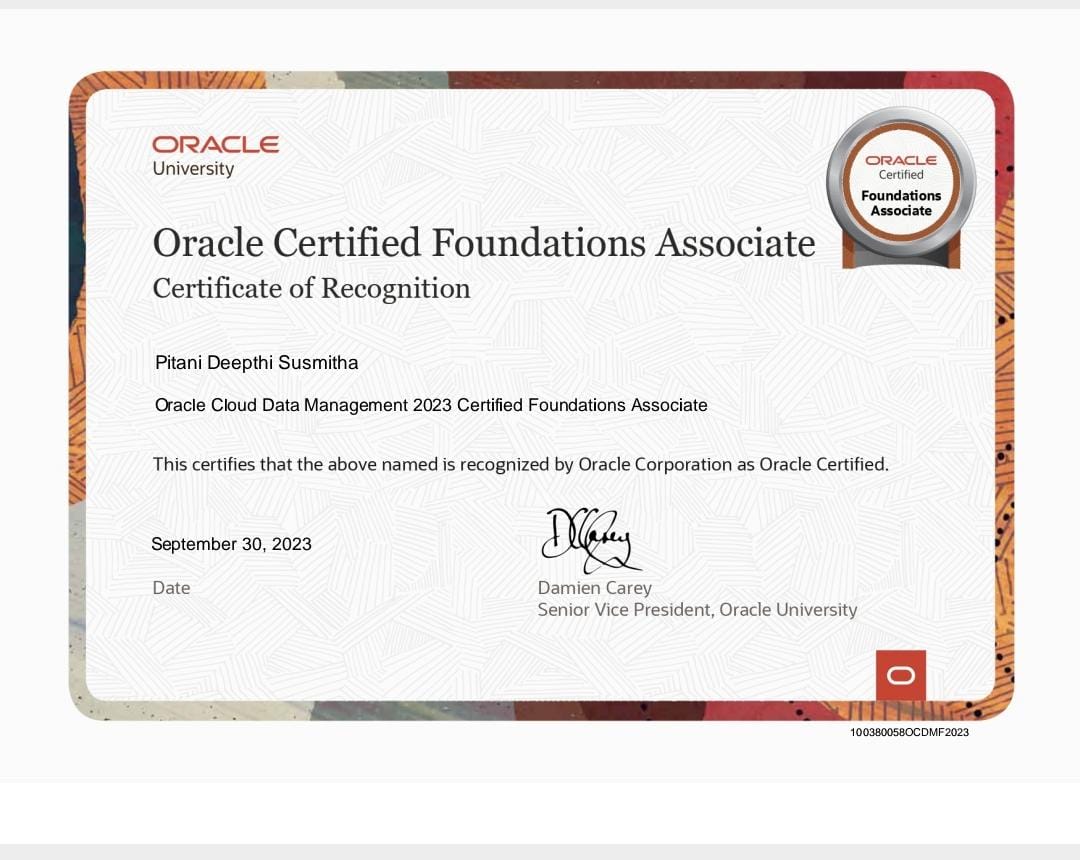 ORACLE
University
ORACLE
Certified
Foundations
Associate
Oracle Certified Foundations Associate
Certificate of Recognition
Pitani Deepthi Susmitha
Oracle Cloud Data Management 2023 Certified Foundations Associate
This certifies that the above named is recognized by Oracle Corporation as Oracle Certified.
September 30, 2023
Date
DCarey
Damien Carey
Senior Vice President, Oracle University
100380058OCDMF2023